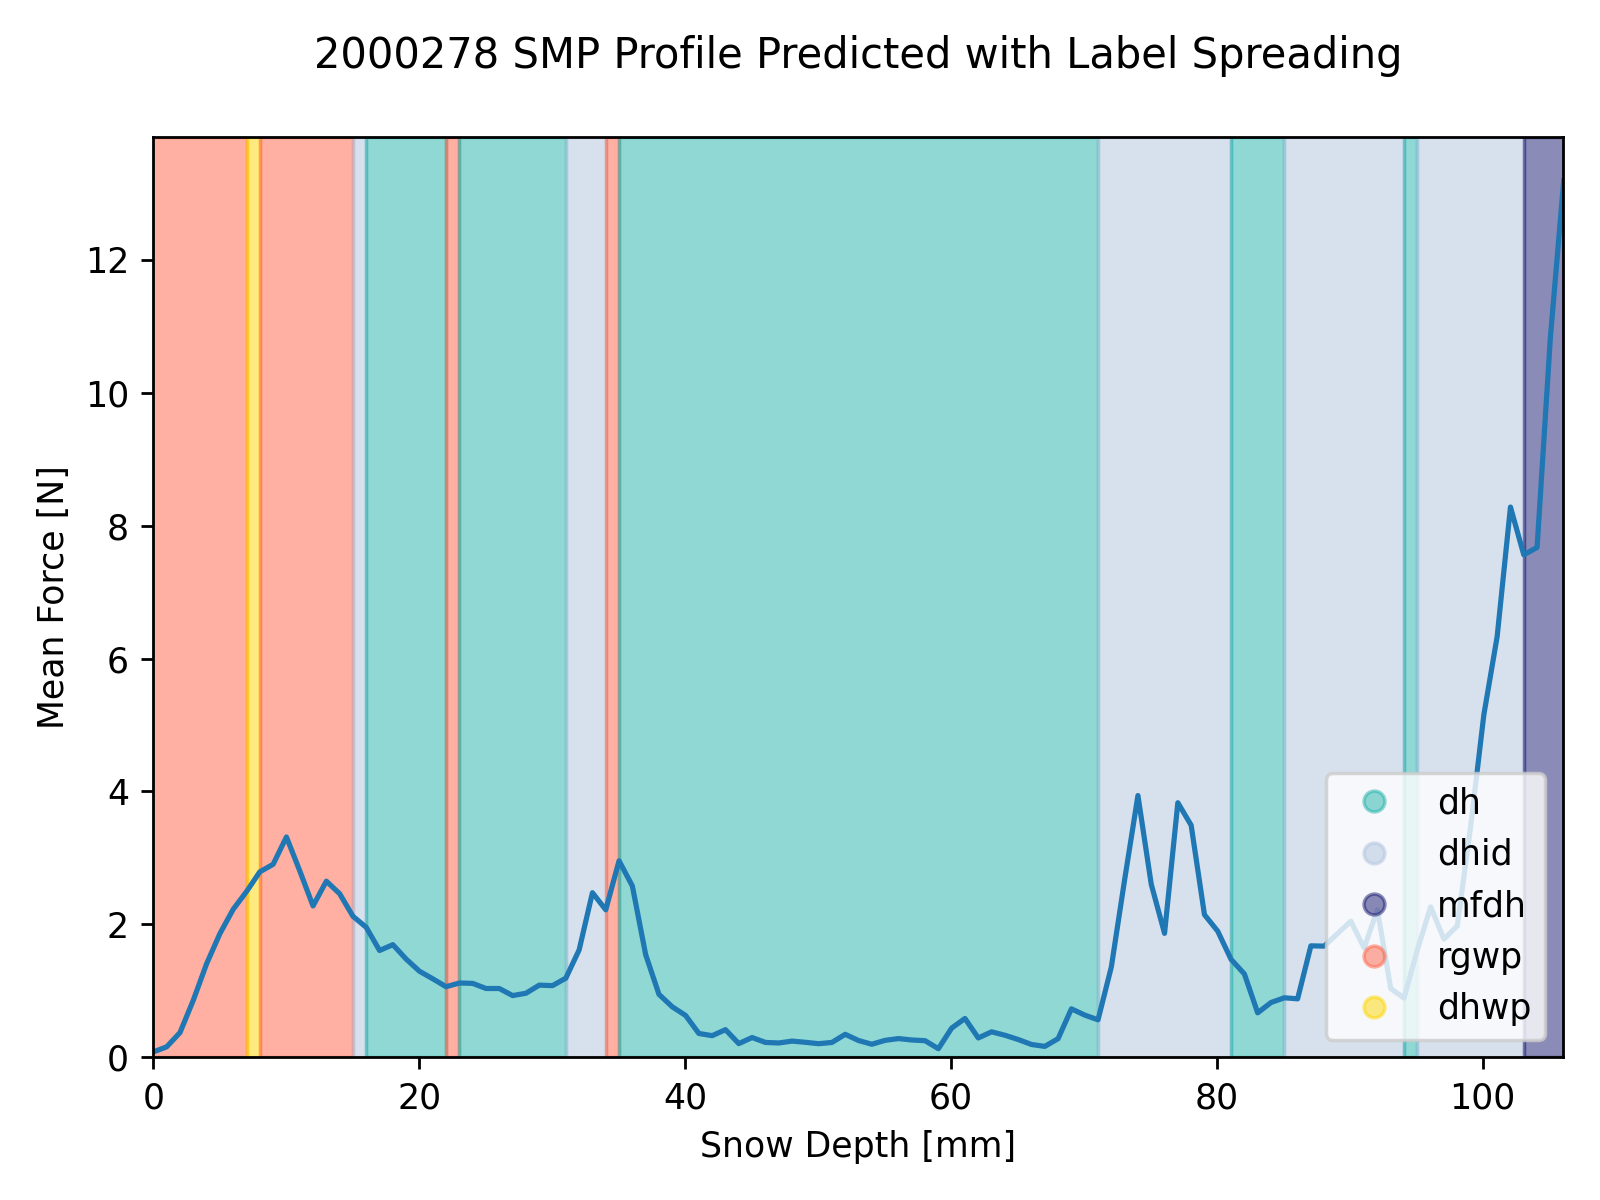 2000278 SMP Profile Predicted with Label Spreading
Mean Force [N]
12
10
8
6
4
2
0
dh
dhid
mfdh
rgwp
dhwp
0 20 40 60 80 100
Snow Depth [mm]